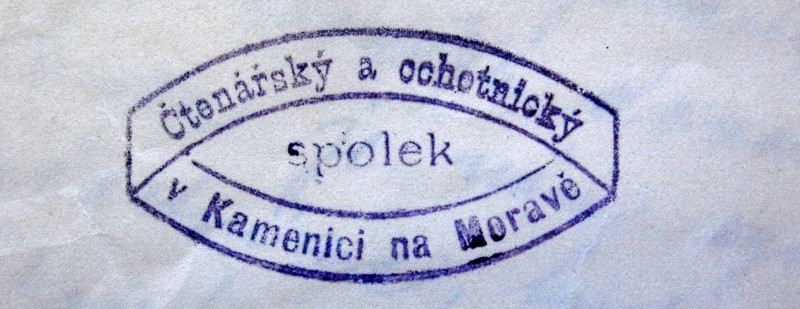 Čtenářský a ochotnický
spolek
v Kamenici na Moravě